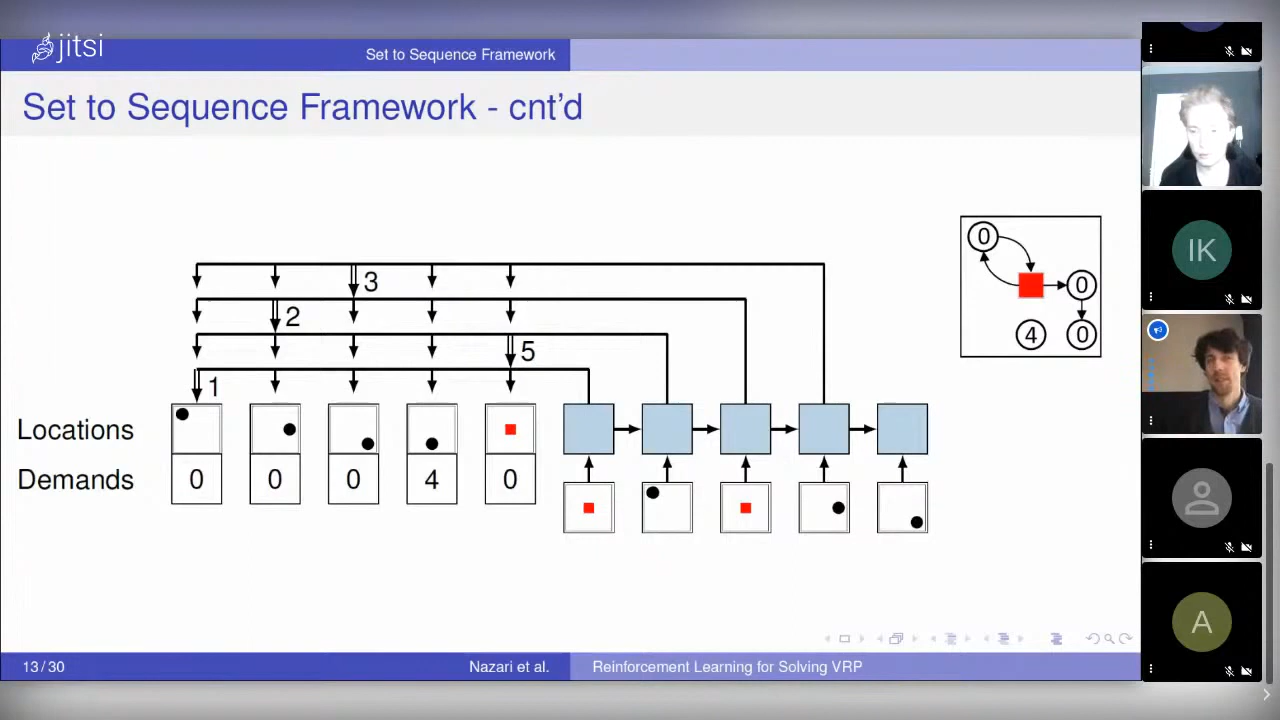 jitsi
Set to Sequence Framework
Set to Sequence Framework - cnt'd
3
2
5
1
Locations
Demands
0 0 0 4 0
0
0
4 0
13 / 30
Nazari et al.
Reinforcement Learning for Solving VRP
IK
A